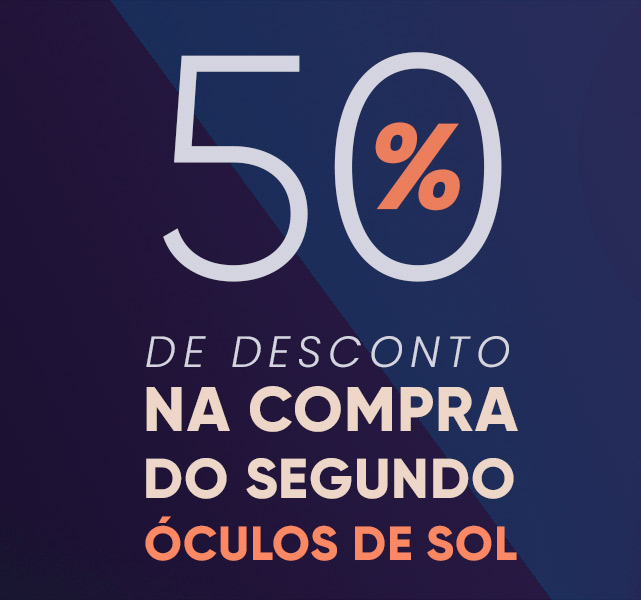 50%
DE DESCONTO
NA COMPRA
DO SEGUNDO
ÓCULOS DE SOL